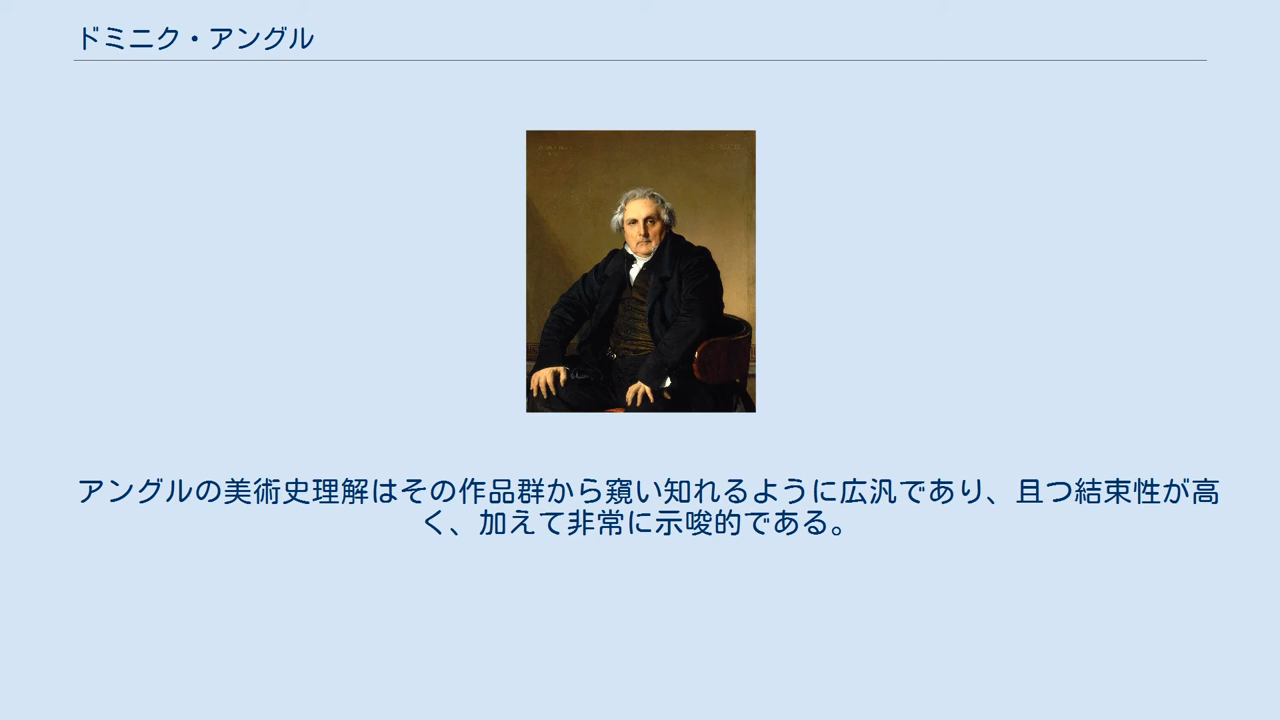 ドミニク・アングル
アングルの美術史理解はその作品群から窺い知れるように広汎であり、且つ結束性が高
く、加えて非常に示唆的である。